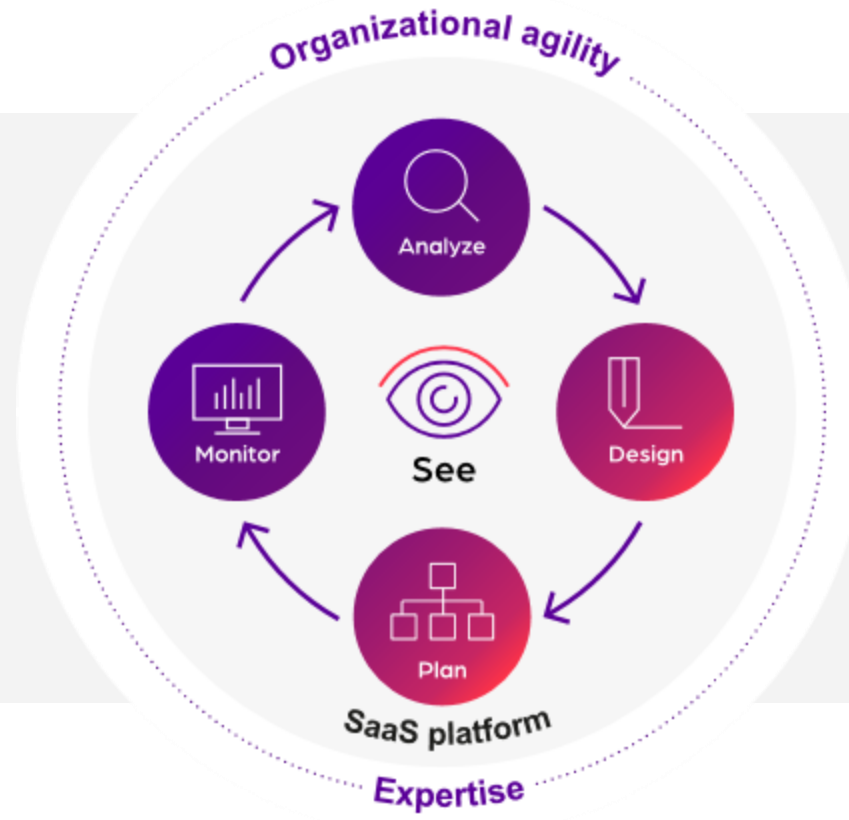 Organizational agility
Analyze
Monitor
See
Design
Plan
SaaS platform
Expertise